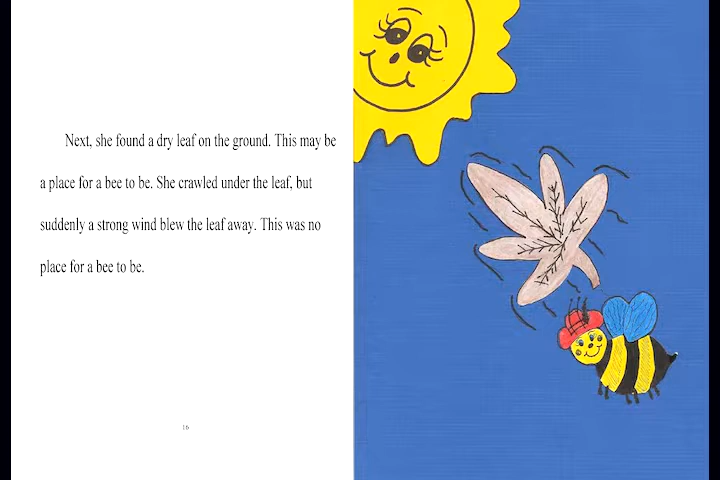 Next, she found a dry leaf on the ground. This may be
a place for a bee to be. She crawled under the leaf, but
suddenly a strong wind blew the leaf away. This was no
place for a bee to be.
16